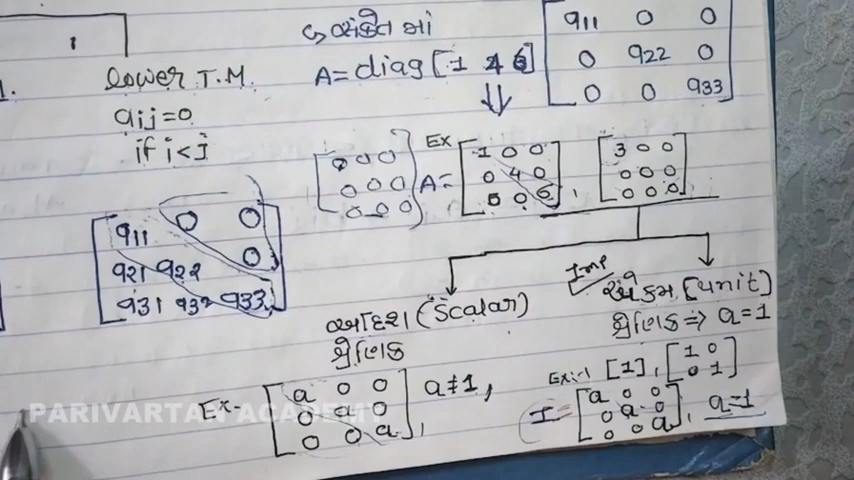 lower T.M.
aij=0
if i<j
a11 0 0
a21 a22 0
a31 a32 a33
સંકેત માં
A= diag [1 4 6]
a11 0 0
0 a22 0
0 0 a33
0 0 0
0 0 0
0 0 0
Ex
A=
1 0 0
0 4 0
0 0 6,
3 0 0
0 0 0
0 0 0
(Scalar)
શ્રેણિક
Ex-
a 0 0
0 a 0
0 0 a,
a≠1,
Imp
એકમ [unit]
શ્રેણિક => a=1
Ex:- [1],
1 0
0 1
I=
a 0 0
0 a 0
0 0 a,
a=1
PARIVARTAN ACADEMY